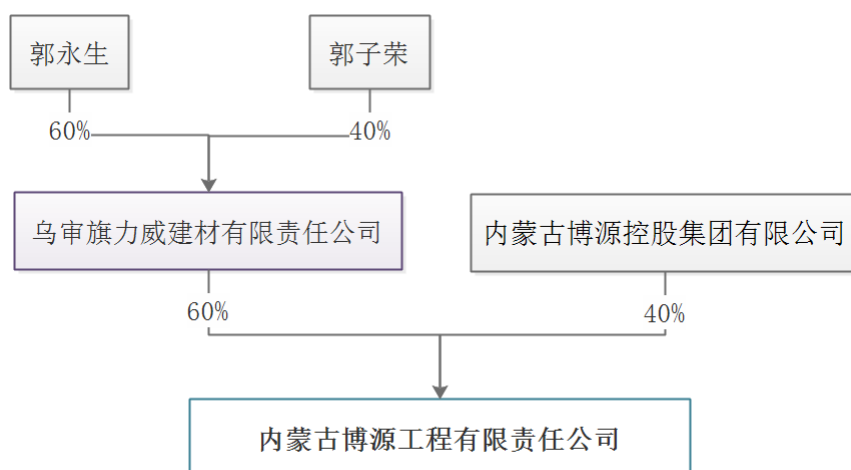 郭永生
郭子荣
60%
40%
乌审旗力威建材有限责任公司
内蒙古博源控股集团有限公司
60%
40%
内蒙古博源工程有限责任公司